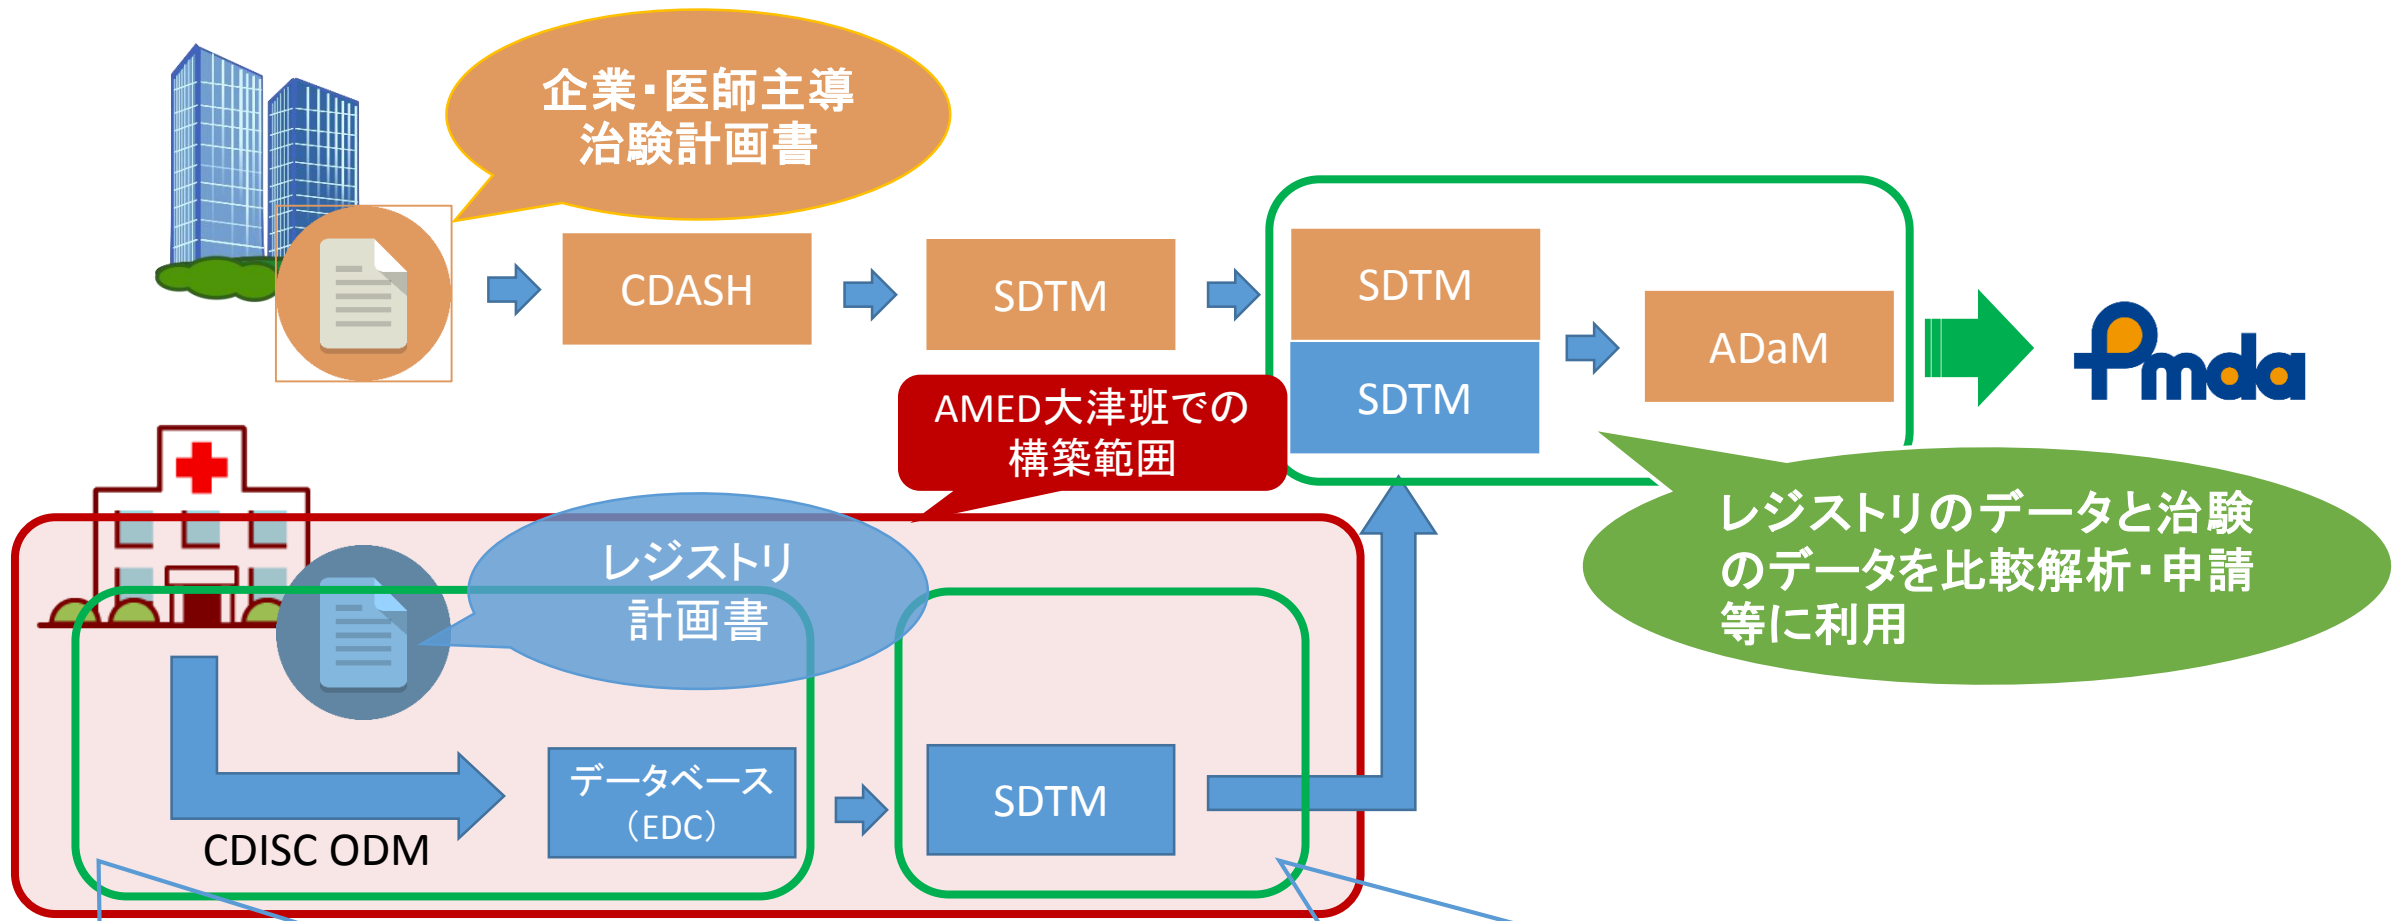 企業・医師主導
治験計画書
CDASH
SDTM
SDTM
SDTM
ADaM
Pmda
AMED大津班での
構築範囲
レジストリのデータと治験
のデータを比較解析・申請
等に利用
レジストリ
計画書
CDISC ODM
データベース
（EDC）
SDTM